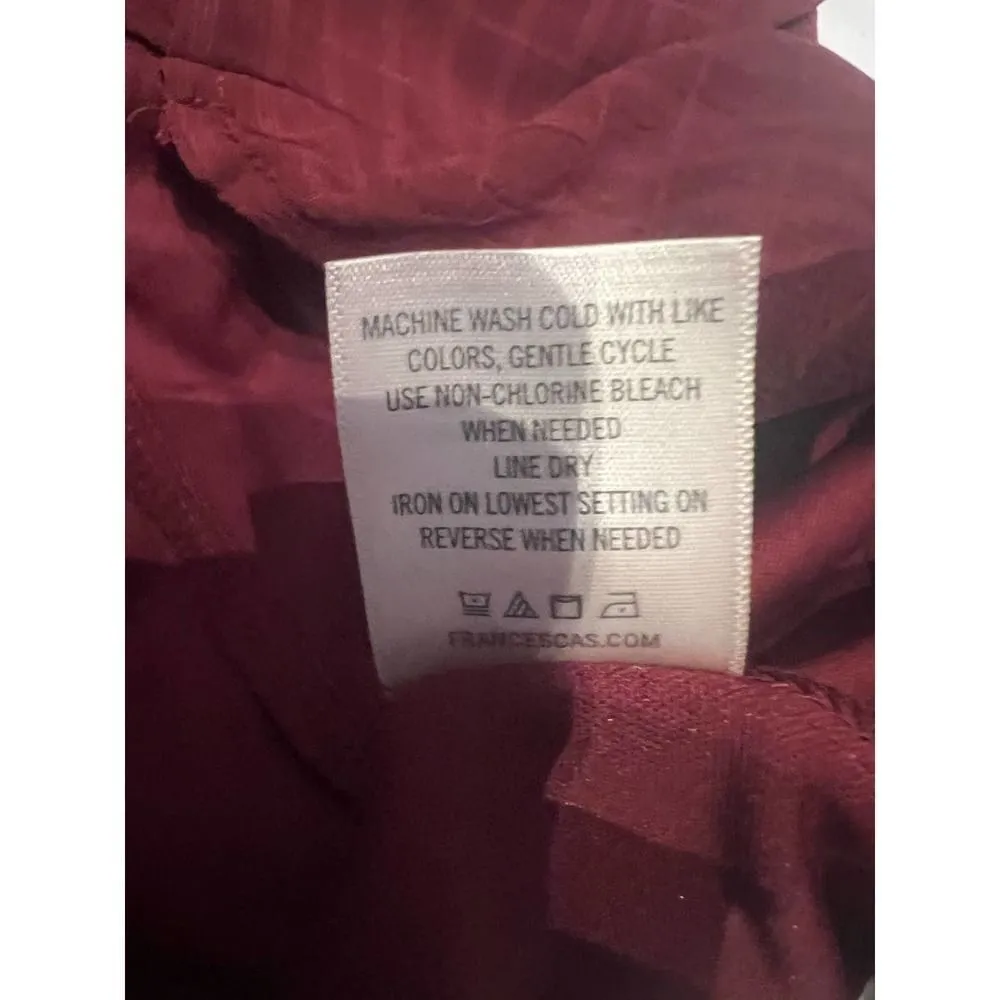 MACHINE WASH COLD WITH LIKE
COLORS, GENTLE CYCLE
USE NON-CHLORINE BLEACH
WHEN NEEDED
LINE DRY
IRON ON LOWEST SETTING ON
REVERSE WHEN NEEDED
FRANCESCAS.COM